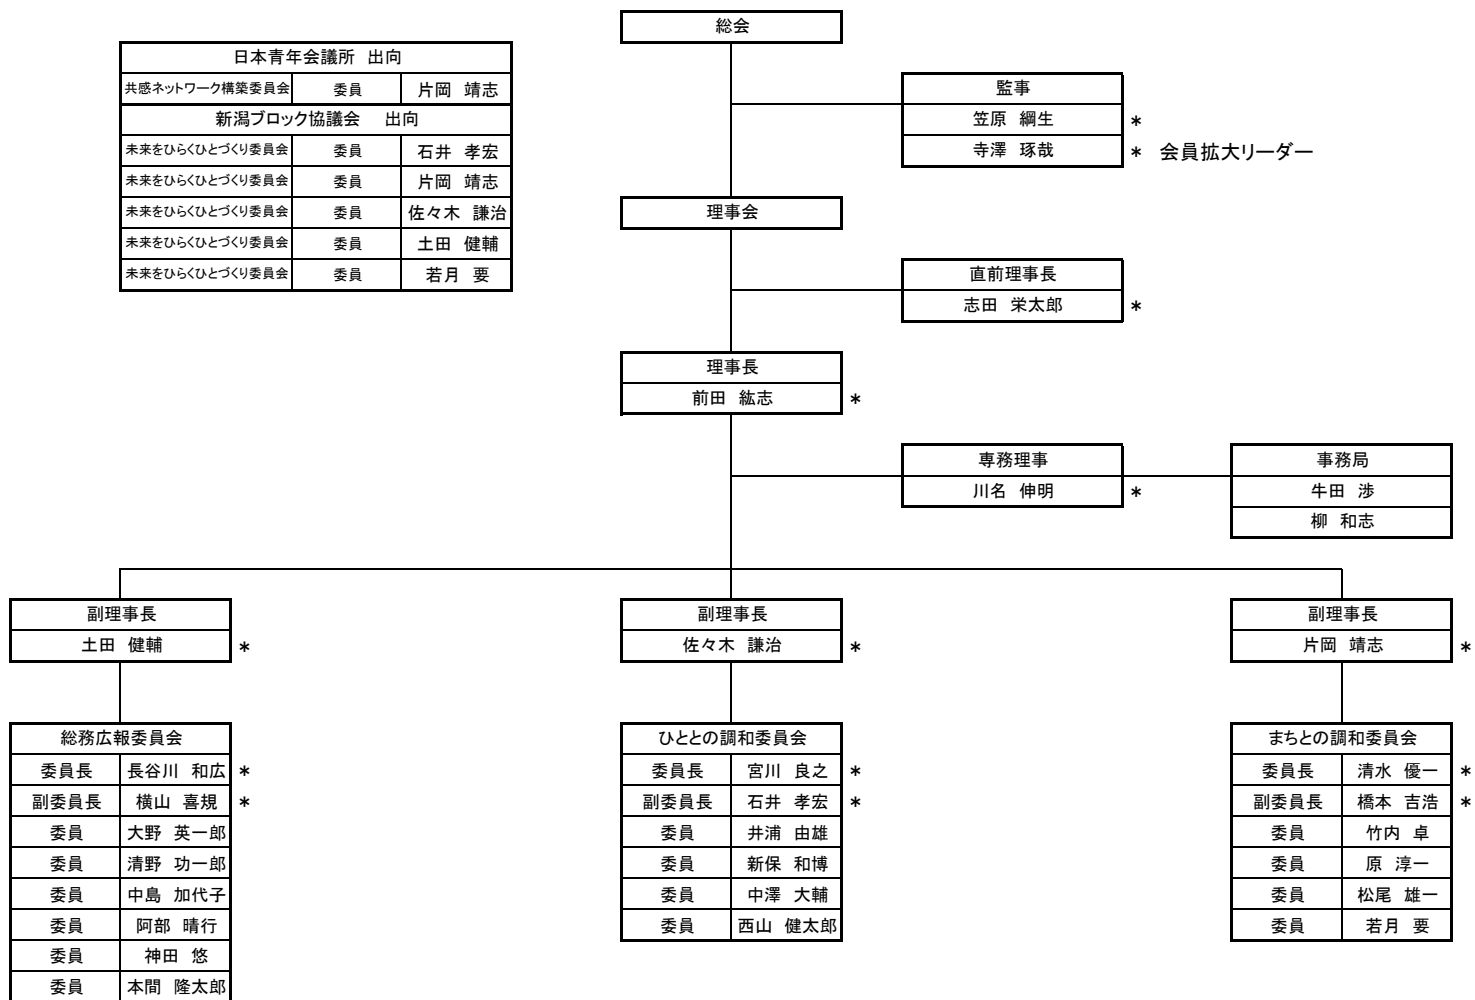 総会
日本青年会議所 出向
共感ネットワーク構築委員会 委員 片岡 靖志
新潟ブロック協議会 出向
未来をひらくひとづくり委員会 委員 石井 孝宏
未来をひらくひとづくり委員会 委員 片岡 靖志
未来をひらくひとづくり委員会 委員 佐々木 謙治
未来をひらくひとづくり委員会 委員 土田 健輔
未来をひらくひとづくり委員会 委員 若月 要
監事
笠原 綱生 *
寺澤 琢哉 * 会員拡大リーダー
理事会
直前理事長
志田 栄太郎 *
理事長
前田 紘志 *
専務理事
川名 伸明 *
事務局
牛田 渉
柳 和志
副理事長
土田 健輔 *
副理事長
佐々木 謙治 *
副理事長
片岡 靖志 *
総務広報委員会
委員長 長谷川 和広 *
副委員長 横山 喜規 *
委員 大野 英一郎
委員 清野 功一郎
委員 中島 加代子
委員 阿部 晴行
委員 神田 悠
委員 本間 隆太郎
ひととの調和委員会
委員長 宮川 良之 *
副委員長 石井 孝宏 *
委員 井浦 由雄
委員 新保 和博
委員 中澤 大輔
委員 西山 健太郎
まちとの調和委員会
委員長 清水 優一 *
副委員長 橋本 吉浩 *
委員 竹内 卓
委員 原 淳一
委員 松尾 雄一
委員 若月 要